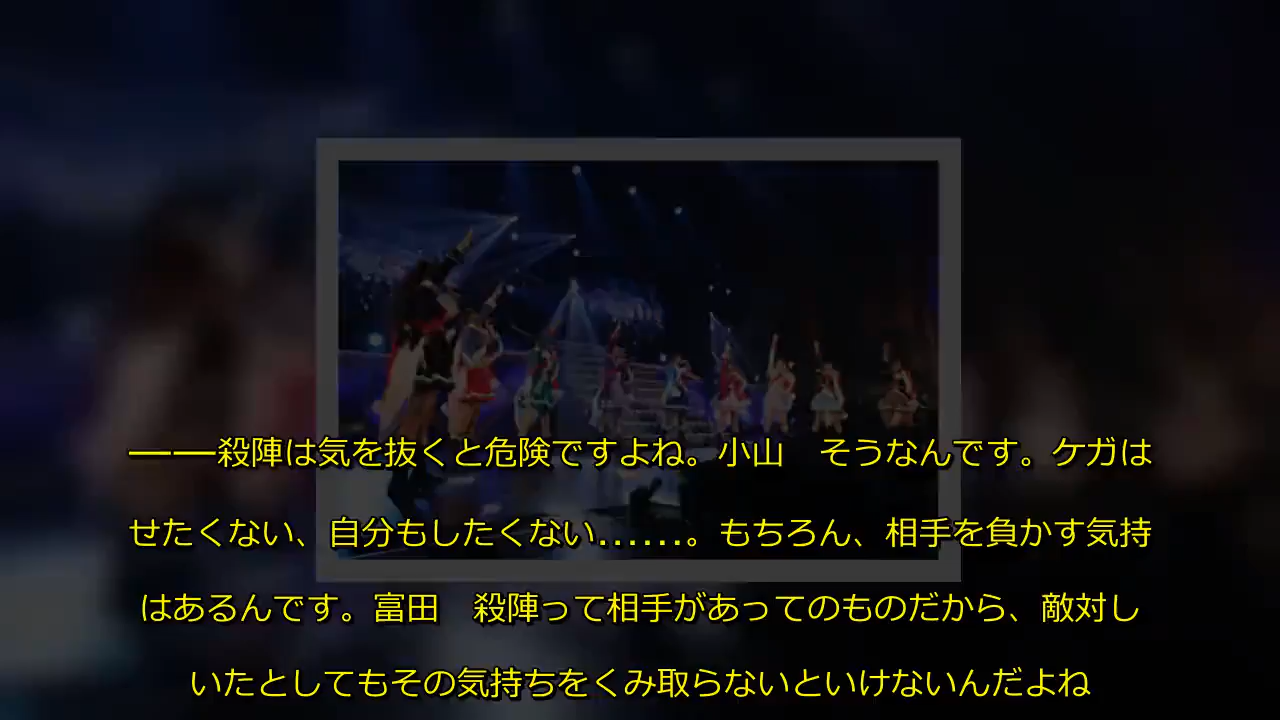 ―――殺陣は気を抜くと危険ですよね。小山　そうなんです。ケガは
せたくない、自分もしたくない……。もちろん、相手を負かす気持
はあるんです。富田　殺陣って相手があってのものだから、敵対し
いたとしてもその気持ちをくみ取らないといけないんだよね